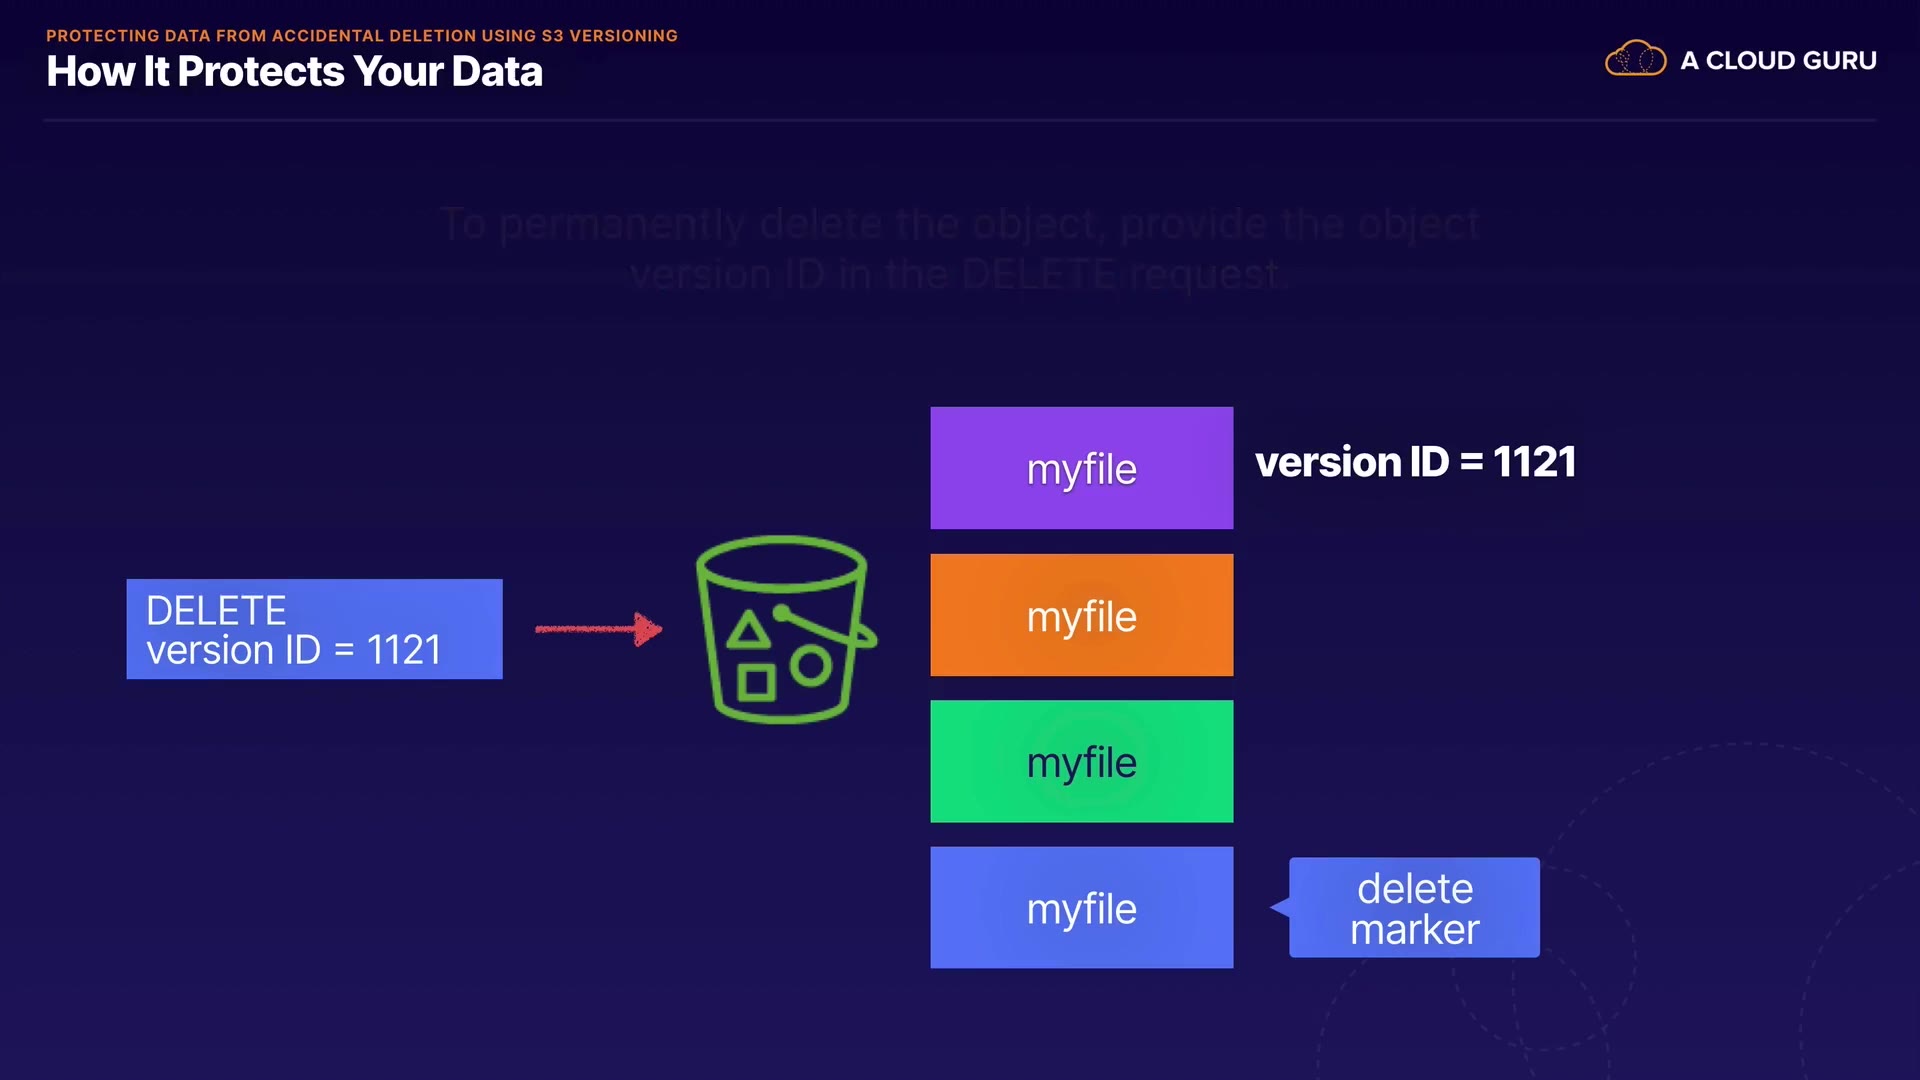 PROTECTING DATA FROM ACCIDENTAL DELETION USING S3 VERSIONING
How It Protects Your Data
A CLOUD GURU
To permanently delete the object, provide the object
version ID in the DELETE request.
myfile
version ID = 1121
DELETE
version ID = 1121
myfile
myfile
myfile
delete
marker